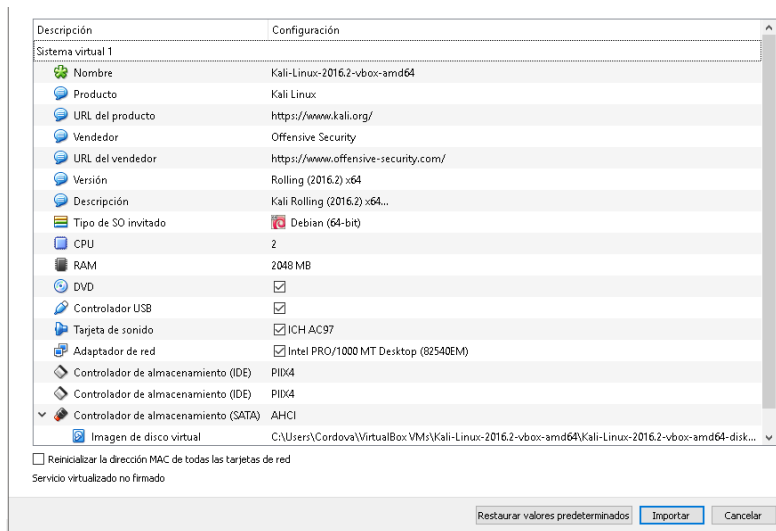 Descripción Configuración
Sistema virtual 1
Nombre Kali-Linux-2016.2-vbox-amd64
Producto Kali Linux
URL del producto https://www.kali.org/
Vendedor Offensive Security
URL del vendedor https://www.offensive-security.com/
Versión Rolling (2016.2) x64
Descripción Kali Rolling (2016.2) x64...
Tipo de SO invitado Debian (64-bit)
CPU 2
RAM 2048 MB
DVD
Controlador USB
Tarjeta de sonido ICH AC97
Adaptador de red Intel PRO/1000 MT Desktop (82540EM)
Controlador de almacenamiento (IDE) PIIX4
Controlador de almacenamiento (IDE) PIIX4
Controlador de almacenamiento (SATA) AHCI
Imagen de disco virtual C:\Users\Cordova\VirtualBox VMs\Kali-Linux-2016.2-vbox-amd64\Kali-Linux-2016.2-vbox-amd64-disk...
Reinicializar la dirección MAC de todas las tarjetas de red
Servicio virtualizado no firmado
Restaurar valores predeterminados Importar Cancelar